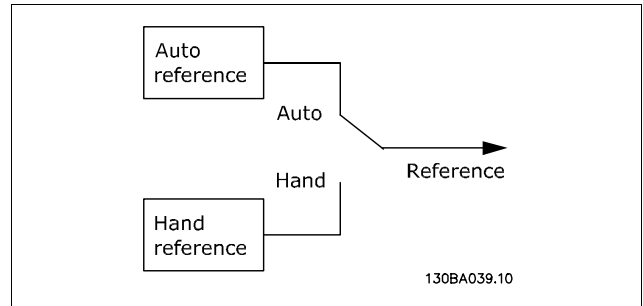 Auto
reference
Auto
Hand
Reference
Hand
reference
130BA039.10